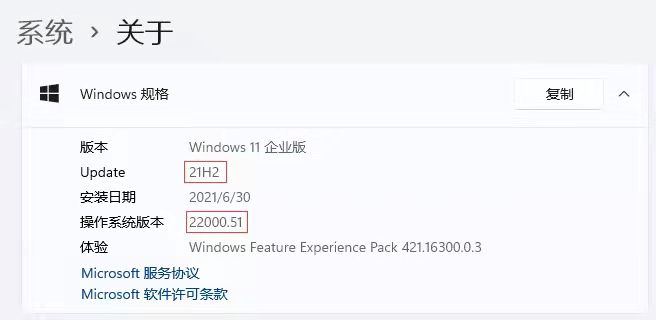 系统 > 关于
Windows 规格 复制
版本 Windows 11 企业版
Update 21H2
安装日期 2021/6/30
操作系统版本 22000.51
体验 Windows Feature Experience Pack 421.16300.0.3
Microsoft 服务协议
Microsoft 软件许可条款